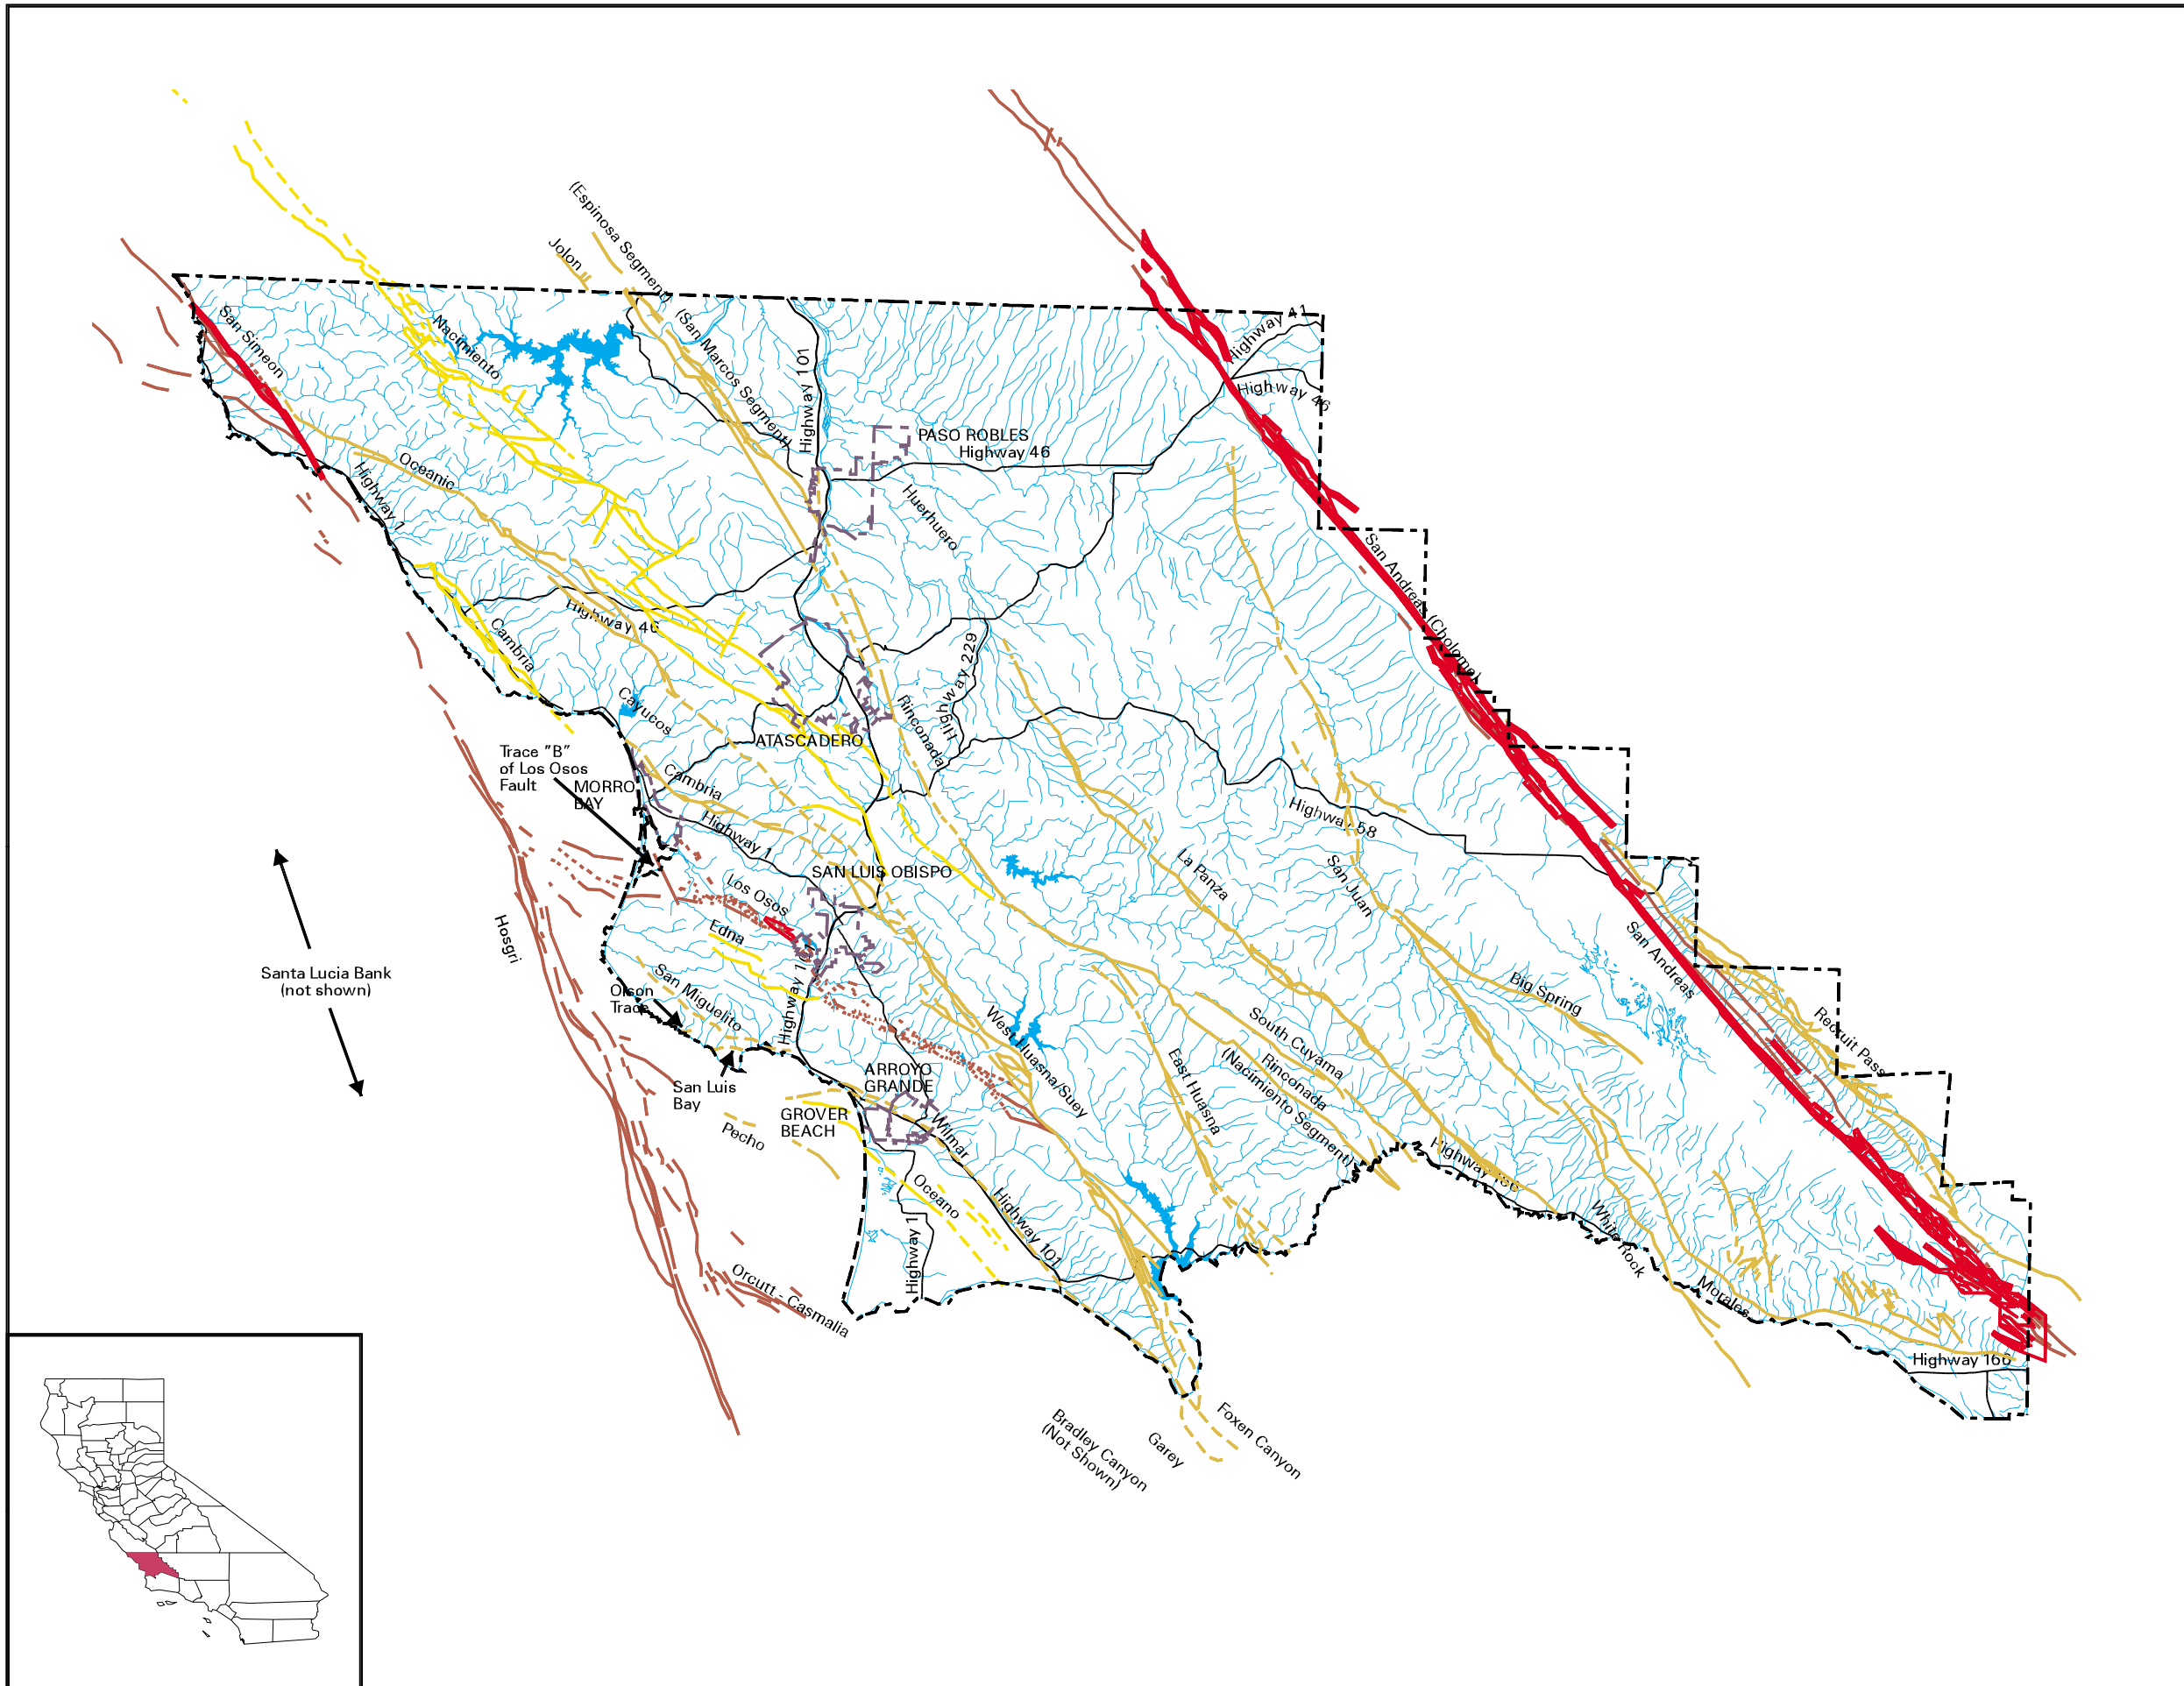 (Espinosa Segment)
Jolon
(San Marcos Segment)
Nacimiento
San Simeon
Highway 101
Highway 41
Highway 46
PASO ROBLES
Highway 46
Oceanic
Highway 1
Huerhuero
San Andreas (Cholome)
Highway 46
Cambria
Highway 229
Cayucos
Rinconada
ATASCADERO
Trace "B"
of Los Osos
Fault
MORRO
BAY
Cambria
Highway 1
Highway 58
SAN LUIS OBISPO
La Panza
San Juan
Los Osos
Edna
Hosgri
Santa Lucia Bank
(not shown)
Highway 101
San Miguelito
Olson
Trace
West Huasna/Suey
San Andreas
Big Spring
Recruit Pass
South Cuyama
Rinconada
(Nacimiento Segment)
East Huasna
San Luis
Bay
ARROYO
GRANDE
GROVER
BEACH
Pecho
Wilmar
Highway 166
Oceano
Highway 1
Highway 101
White Rock
Morales
Orcutt - Casmalia
Highway 166
Foxen Canyon
Garey
Bradley Canyon
(Not Shown)